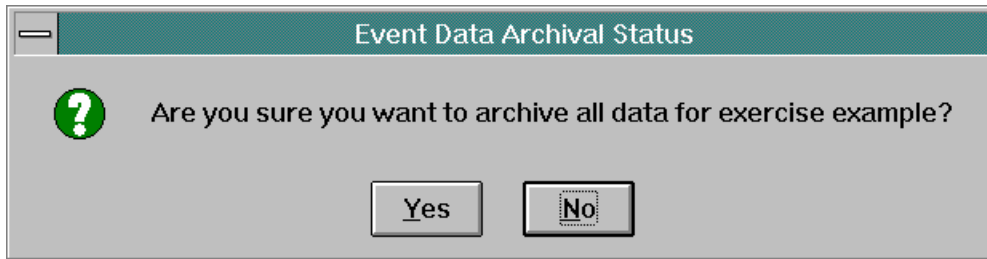 Event Data Archival Status
Are you sure you want to archive all data for exercise example?
Yes No